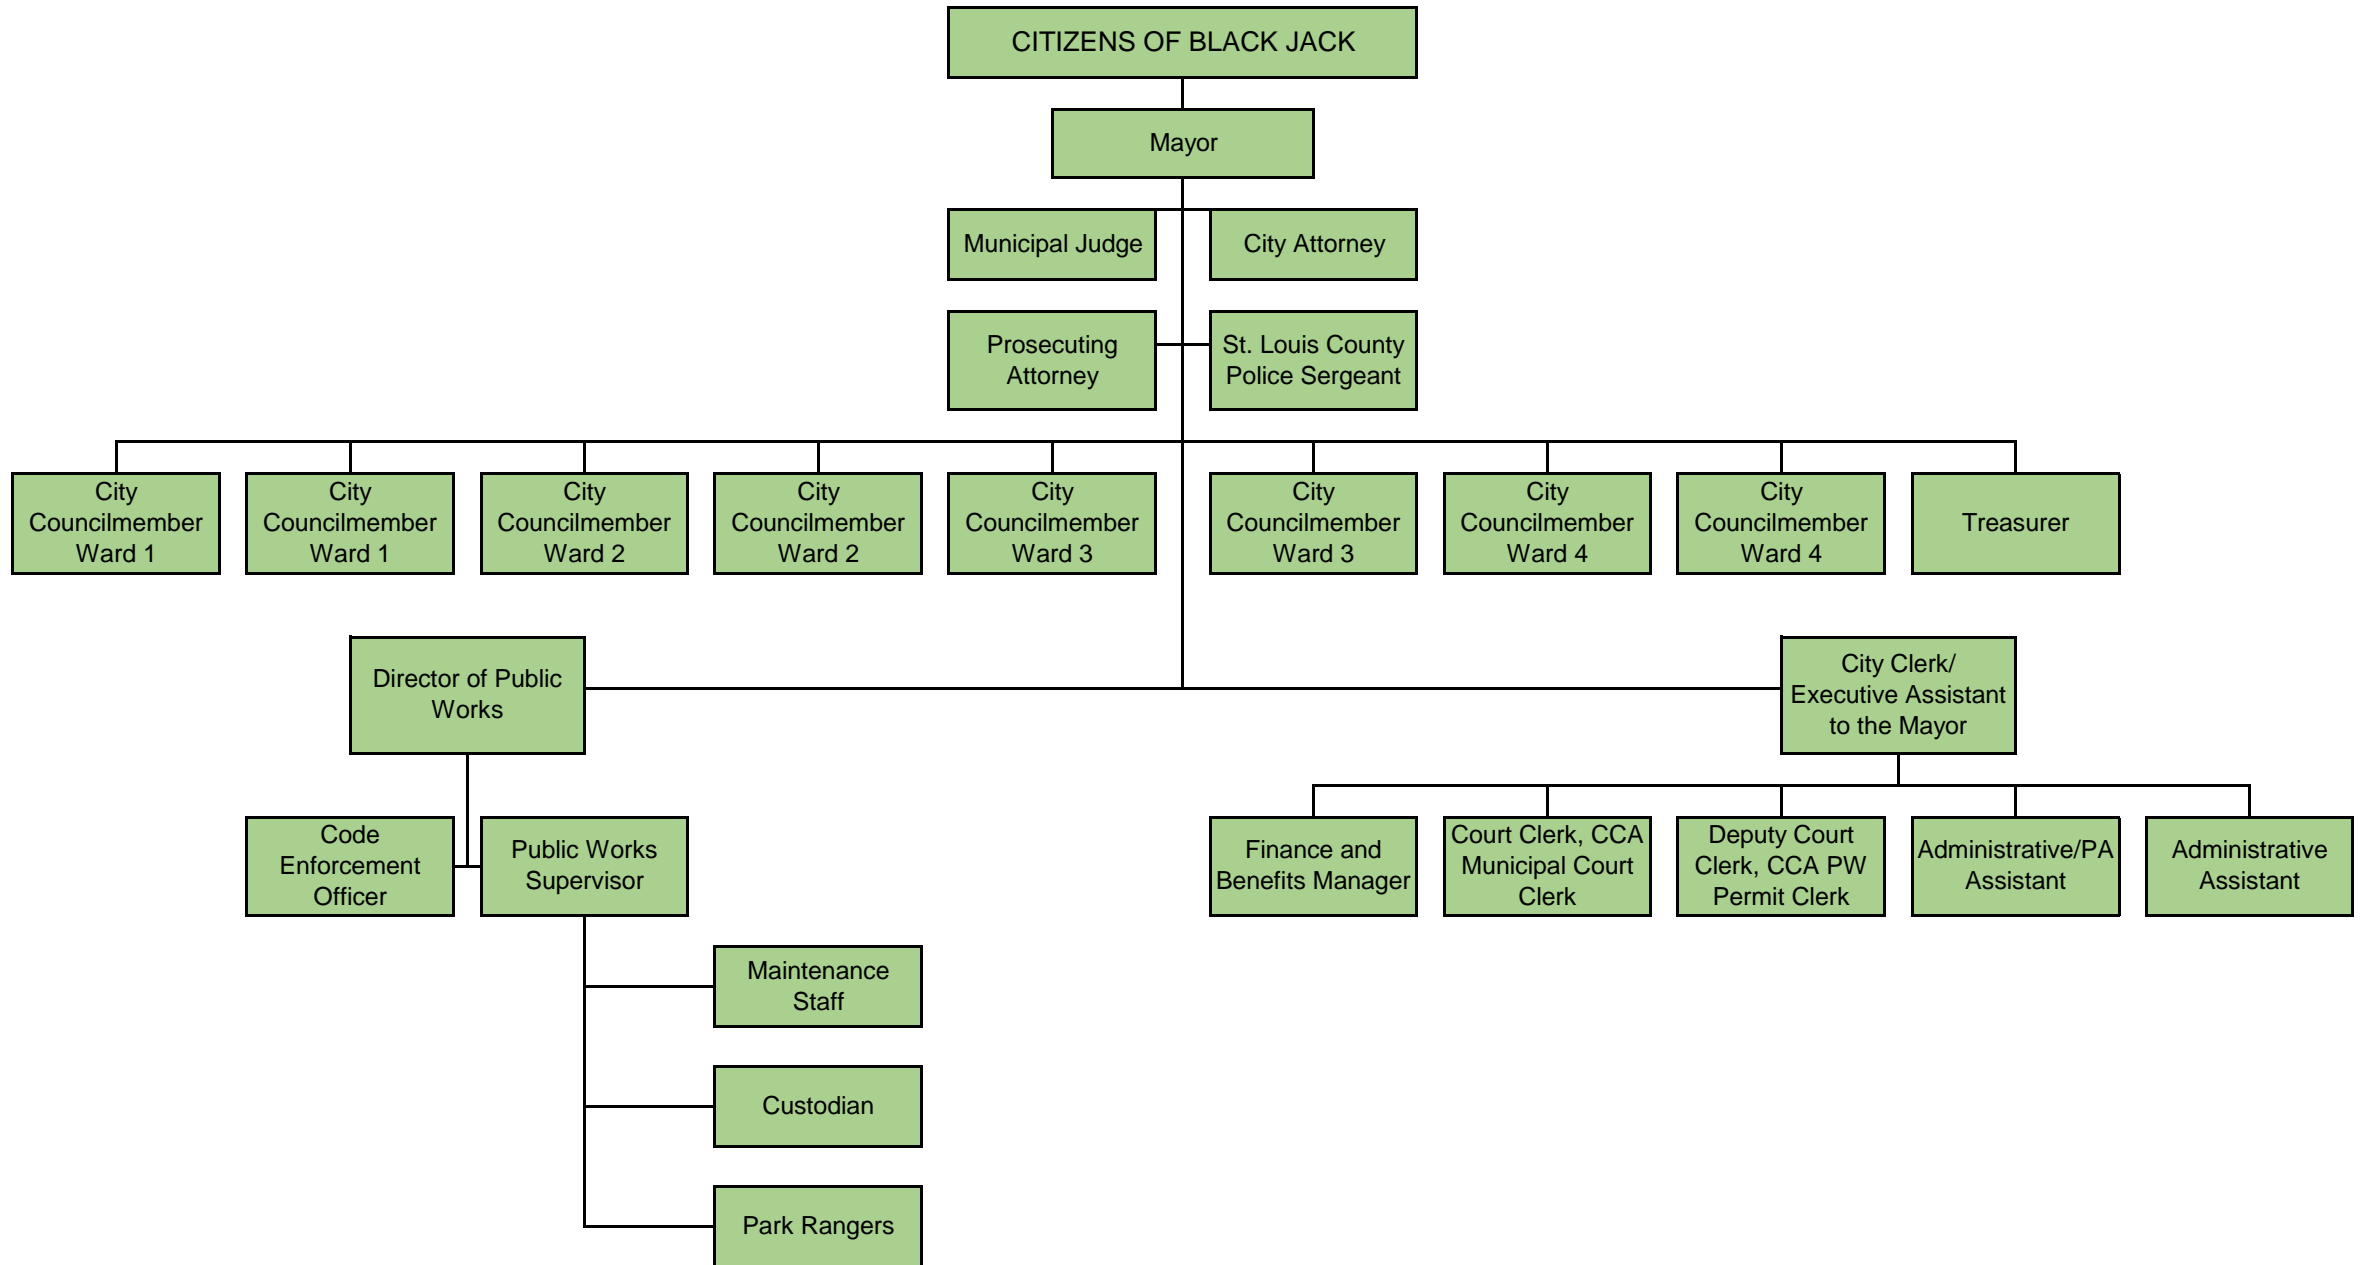 CITIZENS OF BLACK JACK
Mayor
Municipal Judge
City Attorney
Prosecuting
Attorney
St. Louis County
Police Sergeant
City
Councilmember
Ward 1
City
Councilmember
Ward 1
City
Councilmember
Ward 2
City
Councilmember
Ward 2
City
Councilmember
Ward 3
City
Councilmember
Ward 3
City
Councilmember
Ward 4
City
Councilmember
Ward 4
Treasurer
Director of Public
Works
City Clerk/
Executive Assistant
to the Mayor
Code
Enforcement
Officer
Public Works
Supervisor
Finance and
Benefits Manager
Court Clerk, CCA
Municipal Court
Clerk
Deputy Court
Clerk, CCA PW
Permit Clerk
Administrative/PA
Assistant
Administrative
Assistant
Maintenance
Staff
Custodian
Park Rangers